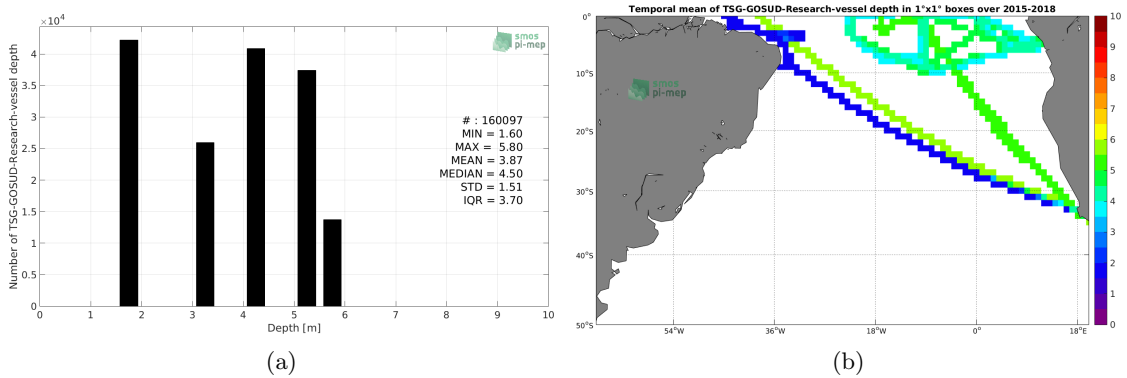 ×10⁴
4
3.5
3
2.5
2
1.5
1
0.5
0
Number of TSG-GOSUD-Research-vessel depth
0 1 2 3 4 5 6 7 8 9 10
Depth [m]
smos
pi-mep
# : 160097
MIN = 1.60
MAX = 5.80
MEAN = 3.87
MEDIAN = 4.50
STD = 1.51
IQR = 3.70
(a)
Temporal mean of TSG-GOSUD-Research-vessel depth in 1°x1° boxes over 2015-2018
0°
10°S
20°S
30°S
40°S
50°S
54°W 36°W 18°W 0° 18°E
smos
pi-mep
10
9
8
7
6
5
4
3
2
1
0
(b)